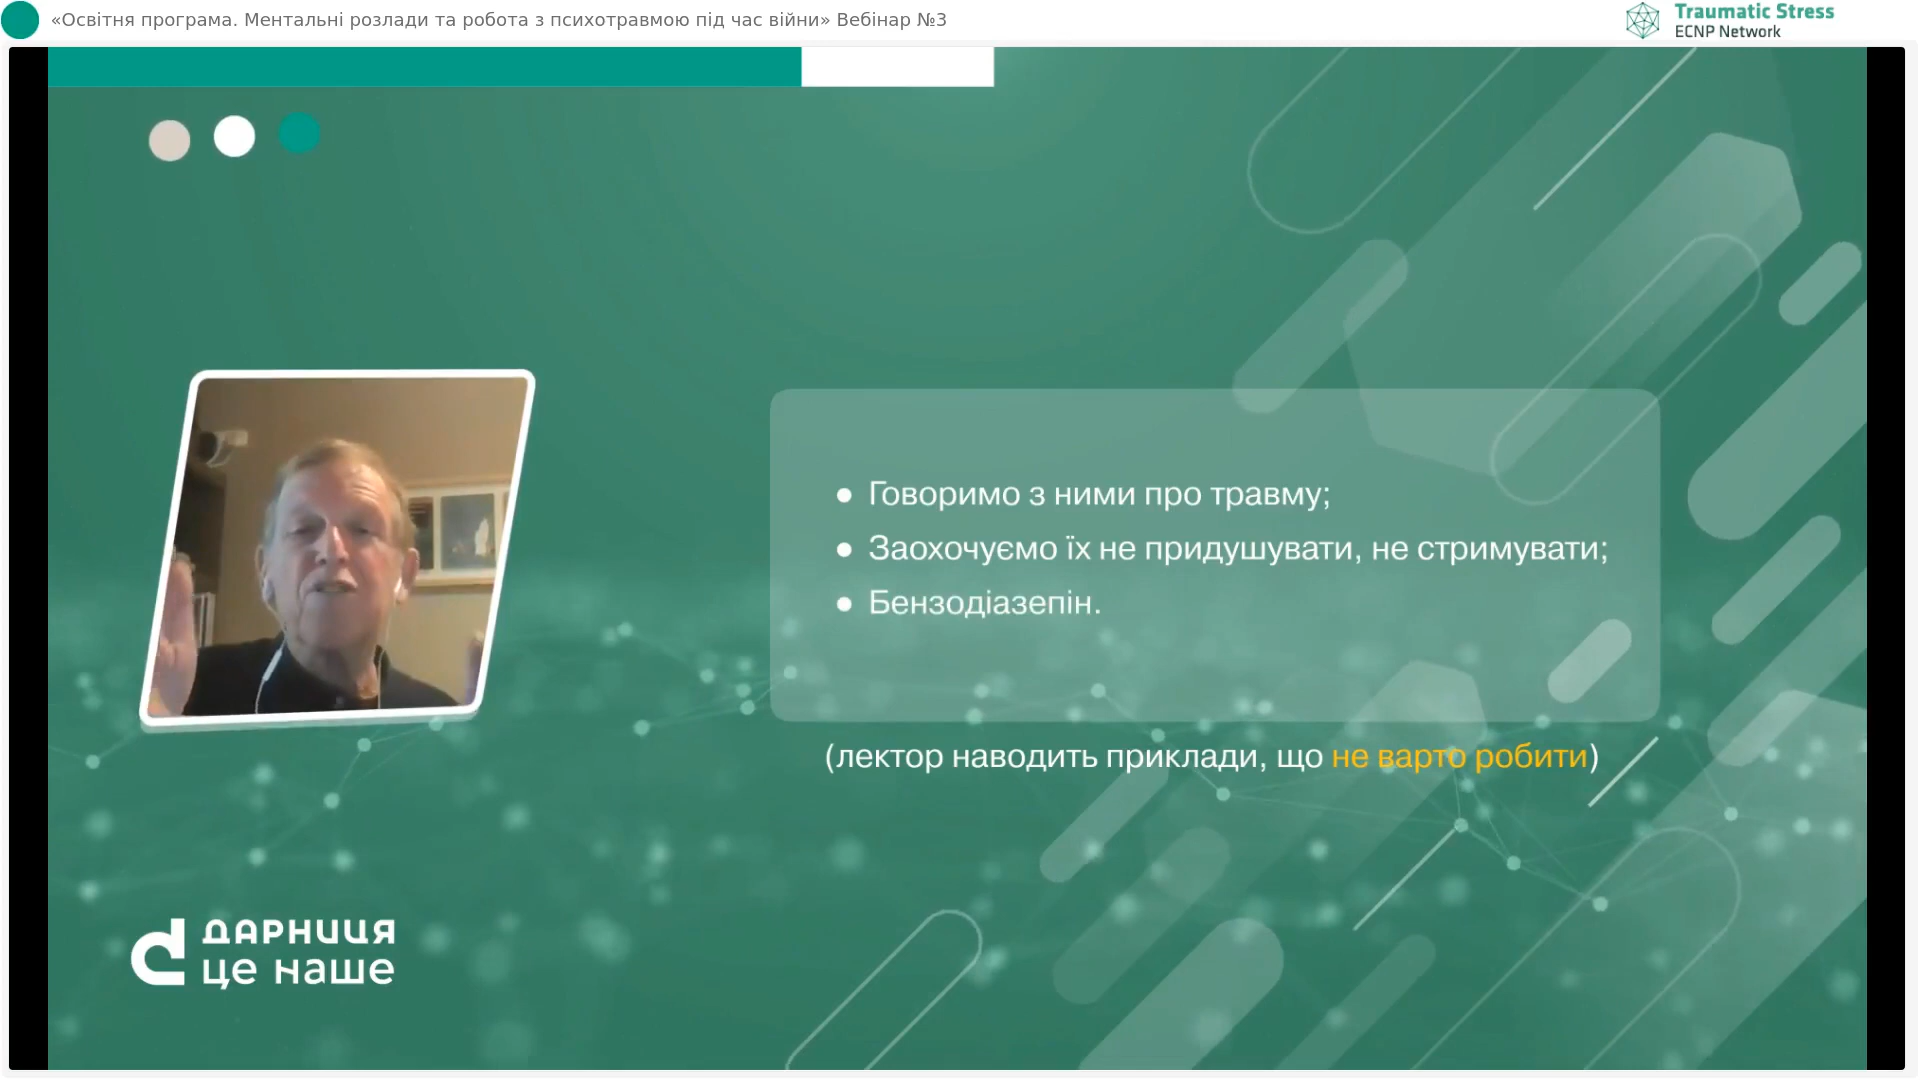 «Освітня програма. Ментальні розлади та робота з психотравмою під час війни» Вебінар №3
Traumatic Stress
ECNP Network
● Говоримо з ними про травму;
● Заохочуємо їх не придушувати, не стримувати;
● Бензодіазепін.
(лектор наводить приклади, що не варто робити)
ДАРНИЦЯ
це наше